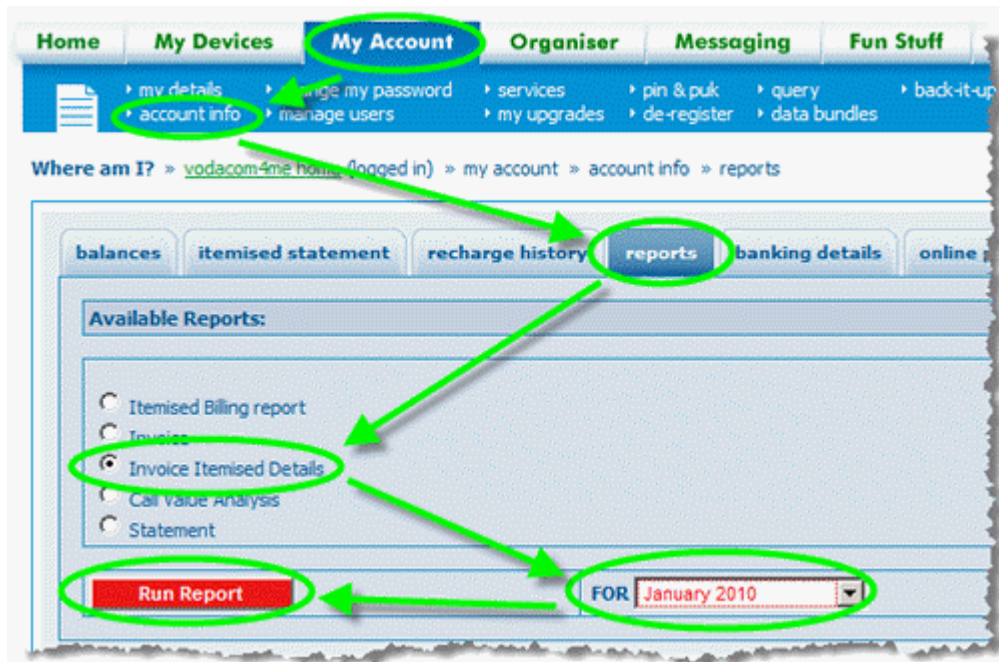 Home My Devices My Account Organiser Messaging Fun Stuff
my details change my password services pin & puk query back-it-up
account info manage users my upgrades de-register data bundles
Where am I? » vodacom4me home (logged in) » my account » account info » reports
balances itemised statement recharge history reports banking details online
Available Reports:
Itemised Billing report
Invoice
Invoice Itemised Details
Call Value Analysis
Statement
Run Report FOR January 2010